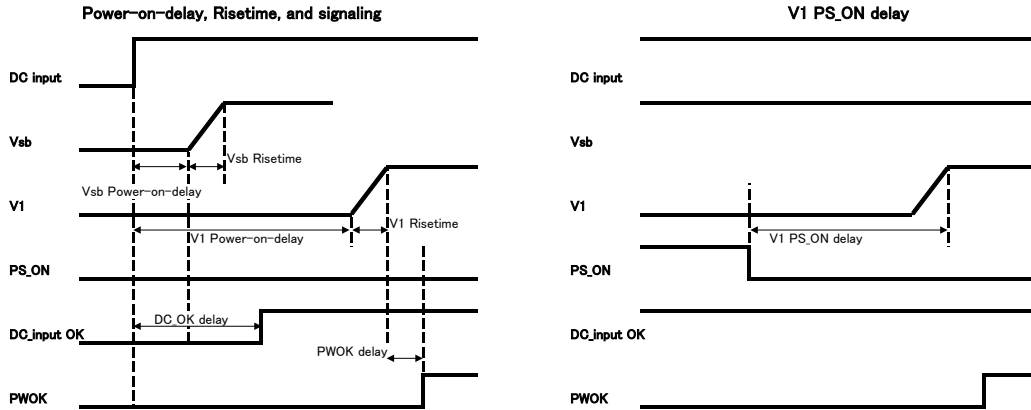 Power-on-delay, Risetime, and signaling
DC input
Vsb
Vsb Risetime
Vsb Power-on-delay
V1
V1 Risetime
V1 Power-on-delay
PS_ON
DC_OK delay
DC_input OK
PWOK delay
PWOK
V1 PS_ON delay
DC input
Vsb
V1
V1 PS_ON delay
PS_ON
DC_input OK
PWOK